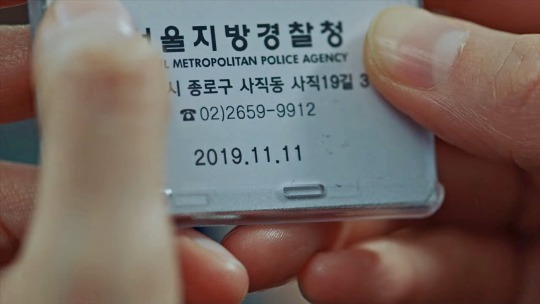 울지방경찰청
METROPOLITAN POLICE AGENCY
시 종로구 사직동 사직19길 3
☎02)2659-9912
2019.11.11